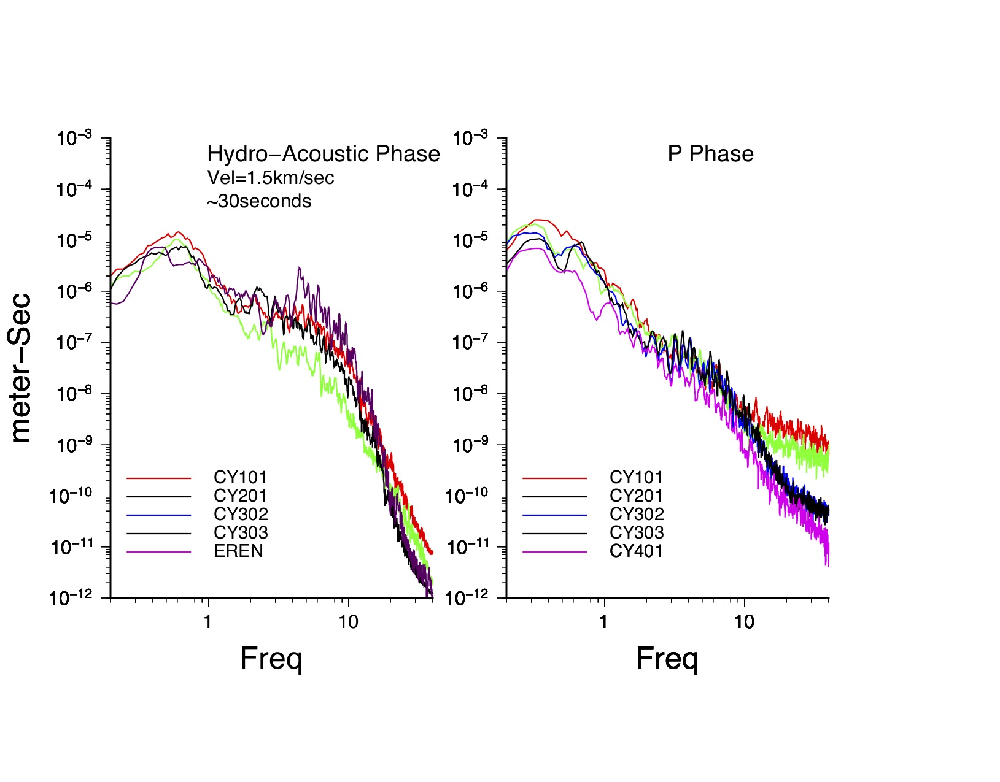 meter−Sec
Hydro−Acoustic Phase
Vel=1.5km/sec
~30seconds
10−3
10−4
10−5
10−6
10−7
10−8
10−9
10−10
10−11
10−12
CY101
CY201
CY302
CY303
EREN
1 10
Freq
P Phase
10−3
10−4
10−5
10−6
10−7
10−8
10−9
10−10
10−11
10−12
CY101
CY201
CY302
CY303
CY401
1 10
Freq